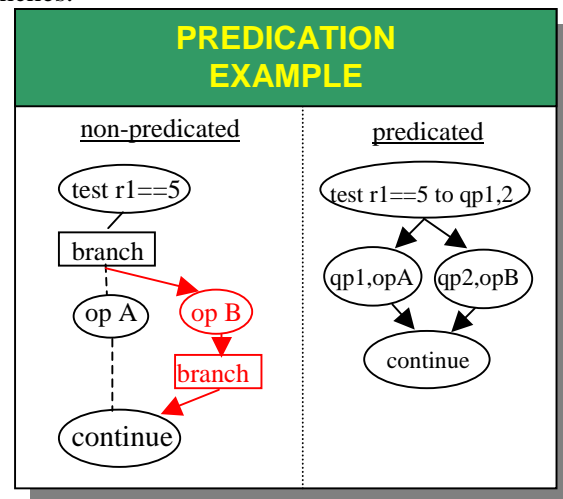 PREDICATION
EXAMPLE
non-predicated
test r1==5
branch
op A
op B
branch
continue
predicated
test r1==5 to qp1,2
qp1,opA
qp2,opB
continue